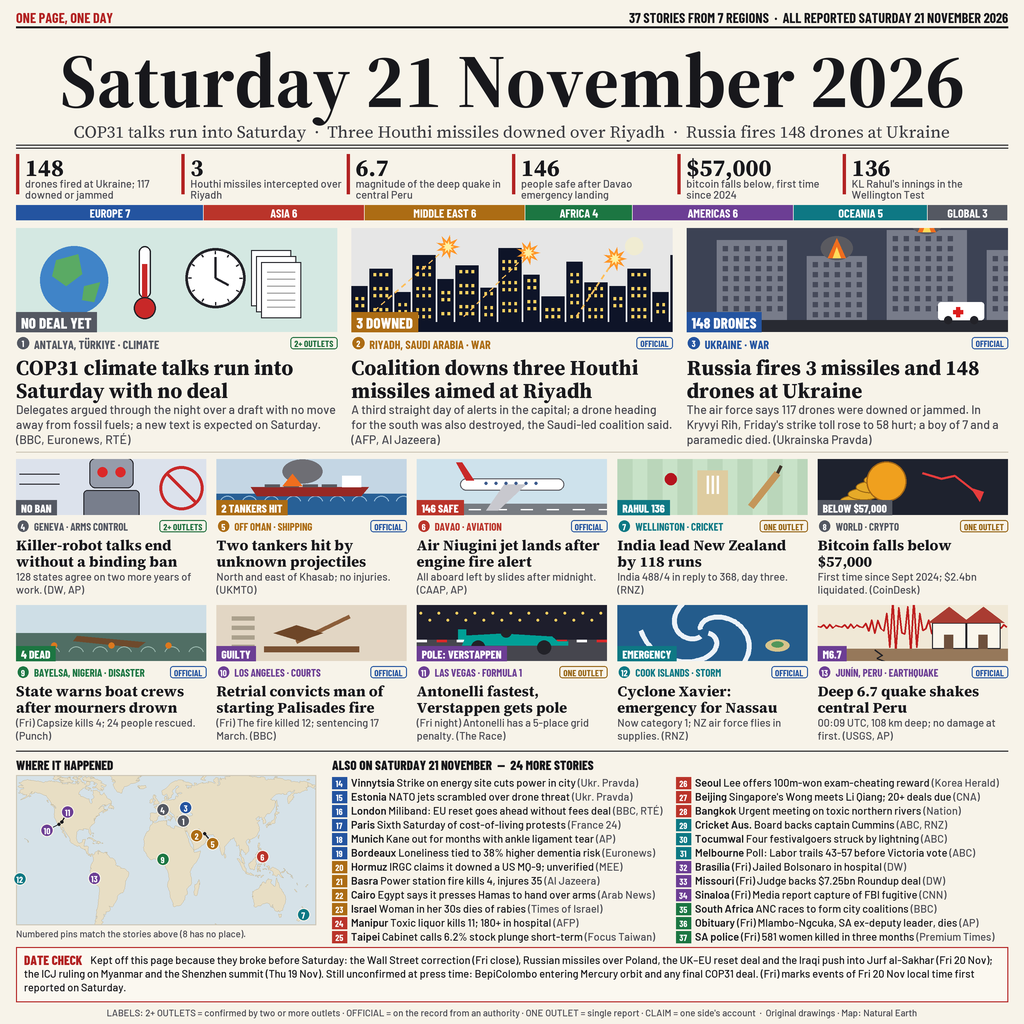 ONE PAGE, ONE DAY
37 STORIES FROM 7 REGIONS · ALL REPORTED SATURDAY 21 NOVEMBER 2026
Saturday 21 November 2026
COP31 talks run into Saturday · Three Houthi missiles downed over Riyadh · Russia fires 148 drones at Ukraine
148
drones fired at Ukraine; 117
downed or jammed
3
Houthi missiles intercepted over
Riyadh
6.7
magnitude of the deep quake in
central Peru
146
people safe after Davao
emergency landing
$57,000
bitcoin falls below, first time
since 2024
136
KL Rahul's innings in the
Wellington Test
EUROPE 7
ASIA 6
MIDDLE EAST 6
AFRICA 4
AMERICAS 6
OCEANIA 5
GLOBAL 3
NO DEAL YET
1 ANTALYA, TÜRKIYE · CLIMATE
2+ OUTLETS
COP31 climate talks run into
Saturday with no deal
Delegates argued through the night over a draft with no move
away from fossil fuels; a new text is expected on Saturday.
(BBC, Euronews, RTÉ)
3 DOWNED
2 RIYADH, SAUDI ARABIA · WAR
OFFICIAL
Coalition downs three Houthi
missiles aimed at Riyadh
A third straight day of alerts in the capital; a drone heading
for the south was also destroyed, the Saudi-led coalition said.
(AFP, Al Jazeera)
148 DRONES
3 UKRAINE · WAR
OFFICIAL
Russia fires 3 missiles and 148
drones at Ukraine
The air force says 117 drones were downed or jammed. In
Kryvyi Rih, Friday's strike toll rose to 58 hurt; a boy of 7 and a
paramedic died. (Ukrainska Pravda)
NO BAN
4 GENEVA · ARMS CONTROL
2+ OUTLETS
Killer-robot talks end
without a binding ban
128 states agree on two more years of
work. (DW, AP)
2 TANKERS HIT
5 OFF OMAN · SHIPPING
OFFICIAL
Two tankers hit by
unknown projectiles
North and east of Khasab; no injuries.
(UKMTO)
146 SAFE
6 DAVAO · AVIATION
OFFICIAL
Air Niugini jet lands after
engine fire alert
All aboard left by slides after midnight.
(CAAP, AP)
RAHUL 136
7 WELLINGTON · CRICKET
ONE OUTLET
India lead New Zealand
by 118 runs
India 488/4 in reply to 368, day three.
(RNZ)
BELOW $57,000
8 WORLD · CRYPTO
ONE OUTLET
Bitcoin falls below
$57,000
First time since Sept 2024; $2.4bn
liquidated. (CoinDesk)
4 DEAD
9 BAYELSA, NIGERIA · DISASTER
OFFICIAL
State warns boat crews
after mourners drown
(Fri) Capsize kills 4; 24 people rescued.
(Punch)
GUILTY
10 LOS ANGELES · COURTS
OFFICIAL
Retrial convicts man of
starting Palisades fire
(Fri) The fire killed 12; sentencing 17
March. (BBC)
POLE: VERSTAPPEN
11 LAS VEGAS · FORMULA 1
ONE OUTLET
Antonelli fastest,
Verstappen gets pole
(Fri night) Antonelli has a 5-place grid
penalty. (The Race)
EMERGENCY
12 COOK ISLANDS · STORM
OFFICIAL
Cyclone Xavier:
emergency for Nassau
Now category 1; NZ air force flies in
supplies. (RNZ)
M6.7
13 JUNÍN, PERU · EARTHQUAKE
OFFICIAL
Deep 6.7 quake shakes
central Peru
00:09 UTC, 108 km deep; no damage at
first. (USGS, AP)
WHERE IT HAPPENED
11
10
4
3
1
2
5
9
6
13
12
7
Numbered pins match the stories above (8 has no place).
ALSO ON SATURDAY 21 NOVEMBER — 24 MORE STORIES
14 Vinnytsia Strike on energy site cuts power in city (Ukr. Pravda)
15 Estonia NATO jets scrambled over drone threat (Ukr. Pravda)
16 London Miliband: EU reset goes ahead without fees deal (BBC, RTÉ)
17 Paris Sixth Saturday of cost-of-living protests (France 24)
18 Munich Kane out for months with ankle ligament tear (AP)
19 Bordeaux Loneliness tied to 38% higher dementia risk (Euronews)
20 Hormuz IRGC claims it downed a US MQ-9; unverified (MEE)
21 Basra Power station fire kills 4, injures 35 (Al Jazeera)
22 Cairo Egypt says it presses Hamas to hand over arms (Arab News)
23 Israel Woman in her 30s dies of rabies (Times of Israel)
24 Manipur Toxic liquor kills 11; 180+ in hospital (AFP)
25 Taipei Cabinet calls 6.2% stock plunge short-term (Focus Taiwan)
26 Seoul Lee offers 100m-won exam-cheating reward (Korea Herald)
27 Beijing Singapore's Wong meets Li Qiang; 20+ deals due (CNA)
28 Bangkok Urgent meeting on toxic northern rivers (Nation)
29 Cricket Aus. Board backs captain Cummins (ABC, RNZ)
30 Tocumwal Four festivalgoers struck by lightning (ABC)
31 Melbourne Poll: Labor trails 43-57 before Victoria vote (ABC)
32 Brasília (Fri) Jailed Bolsonaro in hospital (DW)
33 Missouri (Fri) Judge backs $7.25bn Roundup deal (DW)
34 Sinaloa (Fri) Media report capture of FBI fugitive (CNN)
35 South Africa ANC races to form city coalitions (BBC)
36 Obituary (Fri) Mlambo-Ngcuka, SA ex-deputy leader, dies (AP)
37 SA police (Fri) 581 women killed in three months (Premium Times)
DATE CHECK Kept off this page because they broke before Saturday: the Wall Street correction (Fri close), Russian missiles over Poland, the UK–EU reset deal and the Iraqi push into Jurf al-Sakhar (Fri 20 Nov);
the ICJ ruling on Myanmar and the Shenzhen summit (Thu 19 Nov). Still unconfirmed at press time: BepiColombo entering Mercury orbit and any final COP31 deal. (Fri) marks events of Fri 20 Nov local time first
reported on Saturday.
LABELS: 2+ OUTLETS = confirmed by two or more outlets · OFFICIAL = on the record from an authority · ONE OUTLET = single report · CLAIM = one side's account · Original drawings · Map: Natural Earth